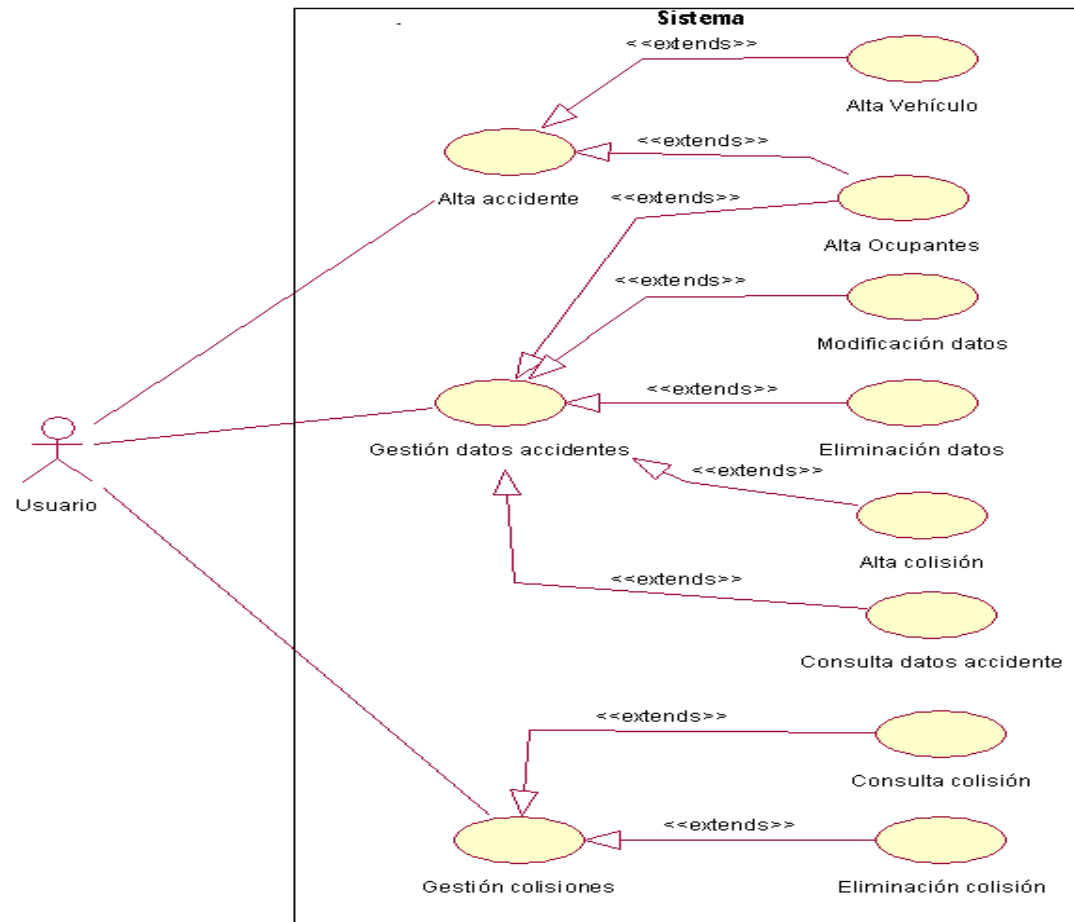 Sistema
<<extends>>
Alta Vehículo
<<extends>>
Alta accidente
<<extends>>
Alta Ocupantes
<<extends>>
Modificación datos
<<extends>>
Gestión datos accidentes
Eliminación datos
<<extends>>
Usuario
Alta colisión
<<extends>>
Consulta datos accidente
<<extends>>
Consulta colisión
<<extends>>
Gestión colisiones
Eliminación colisión